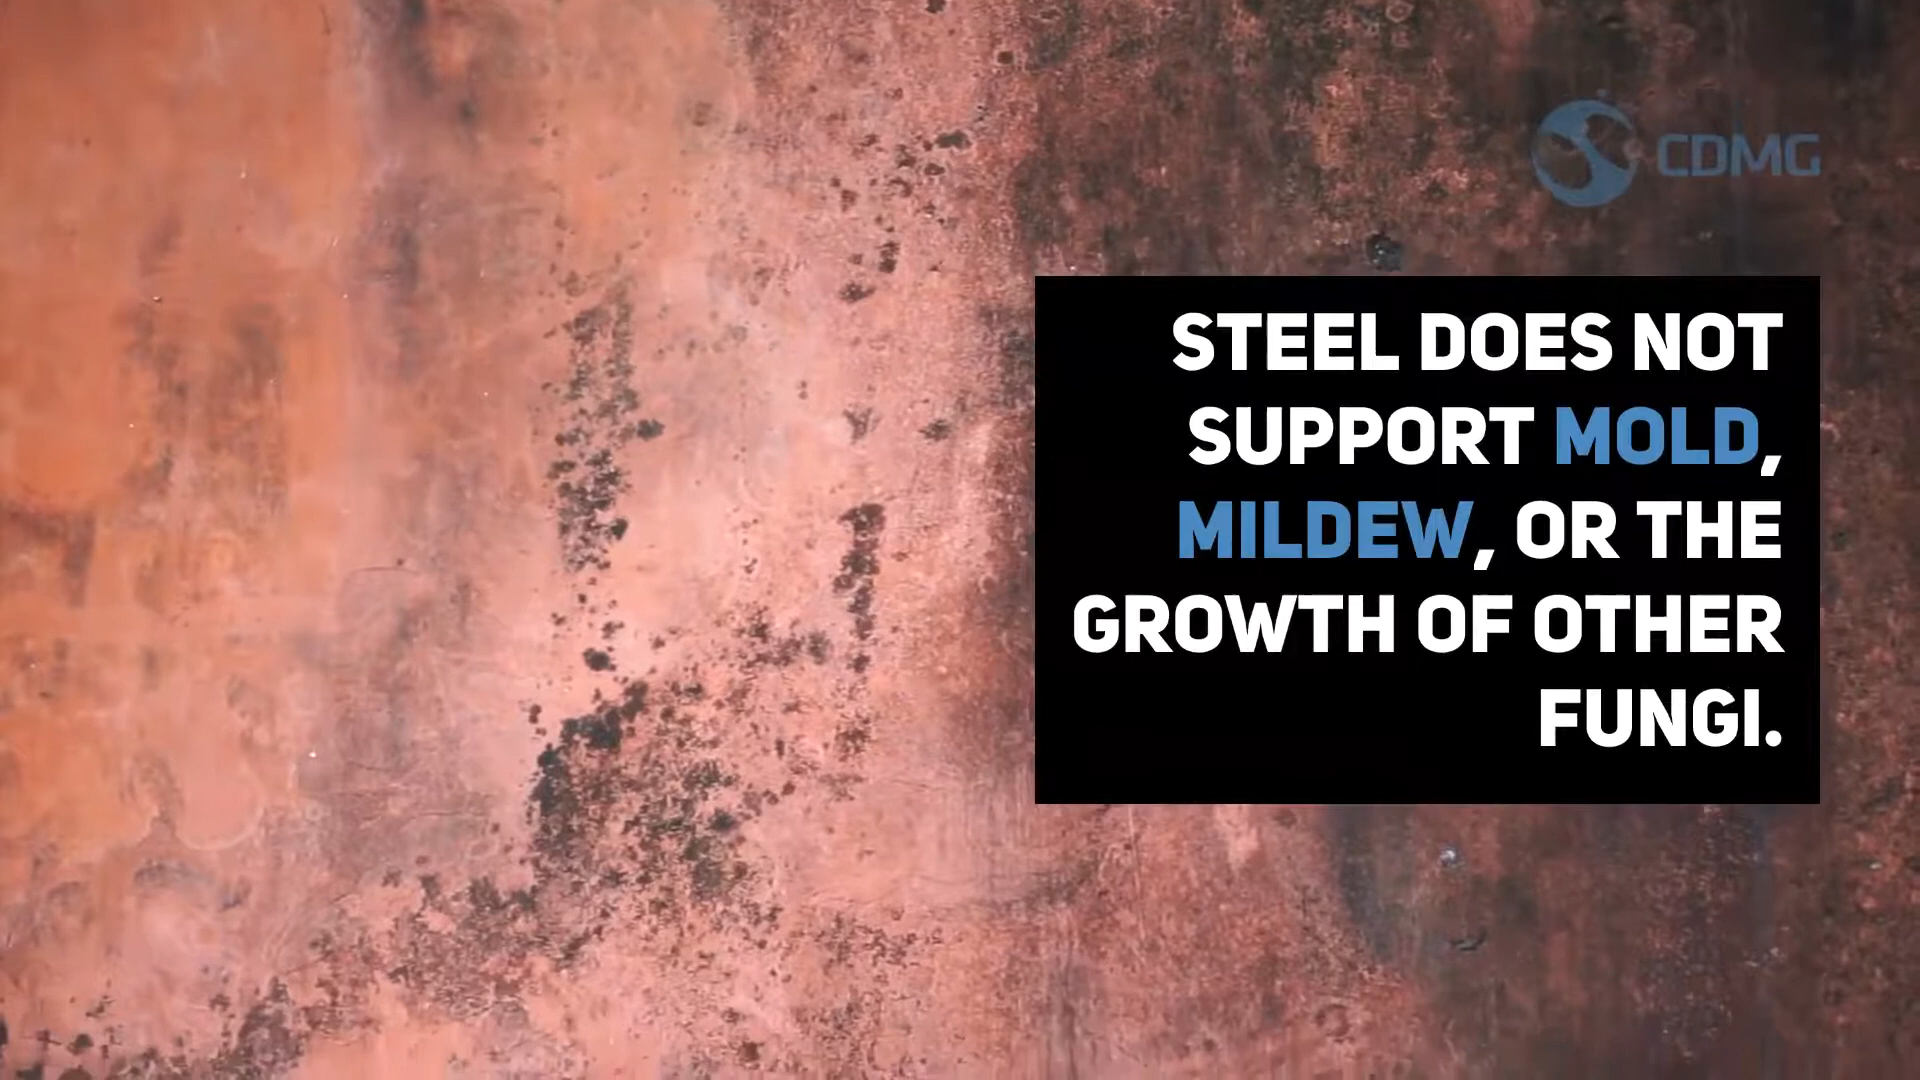 CDMG
STEEL DOES NOT
SUPPORT MOLD,
MILDEW, OR THE
GROWTH OF OTHER
FUNGI.